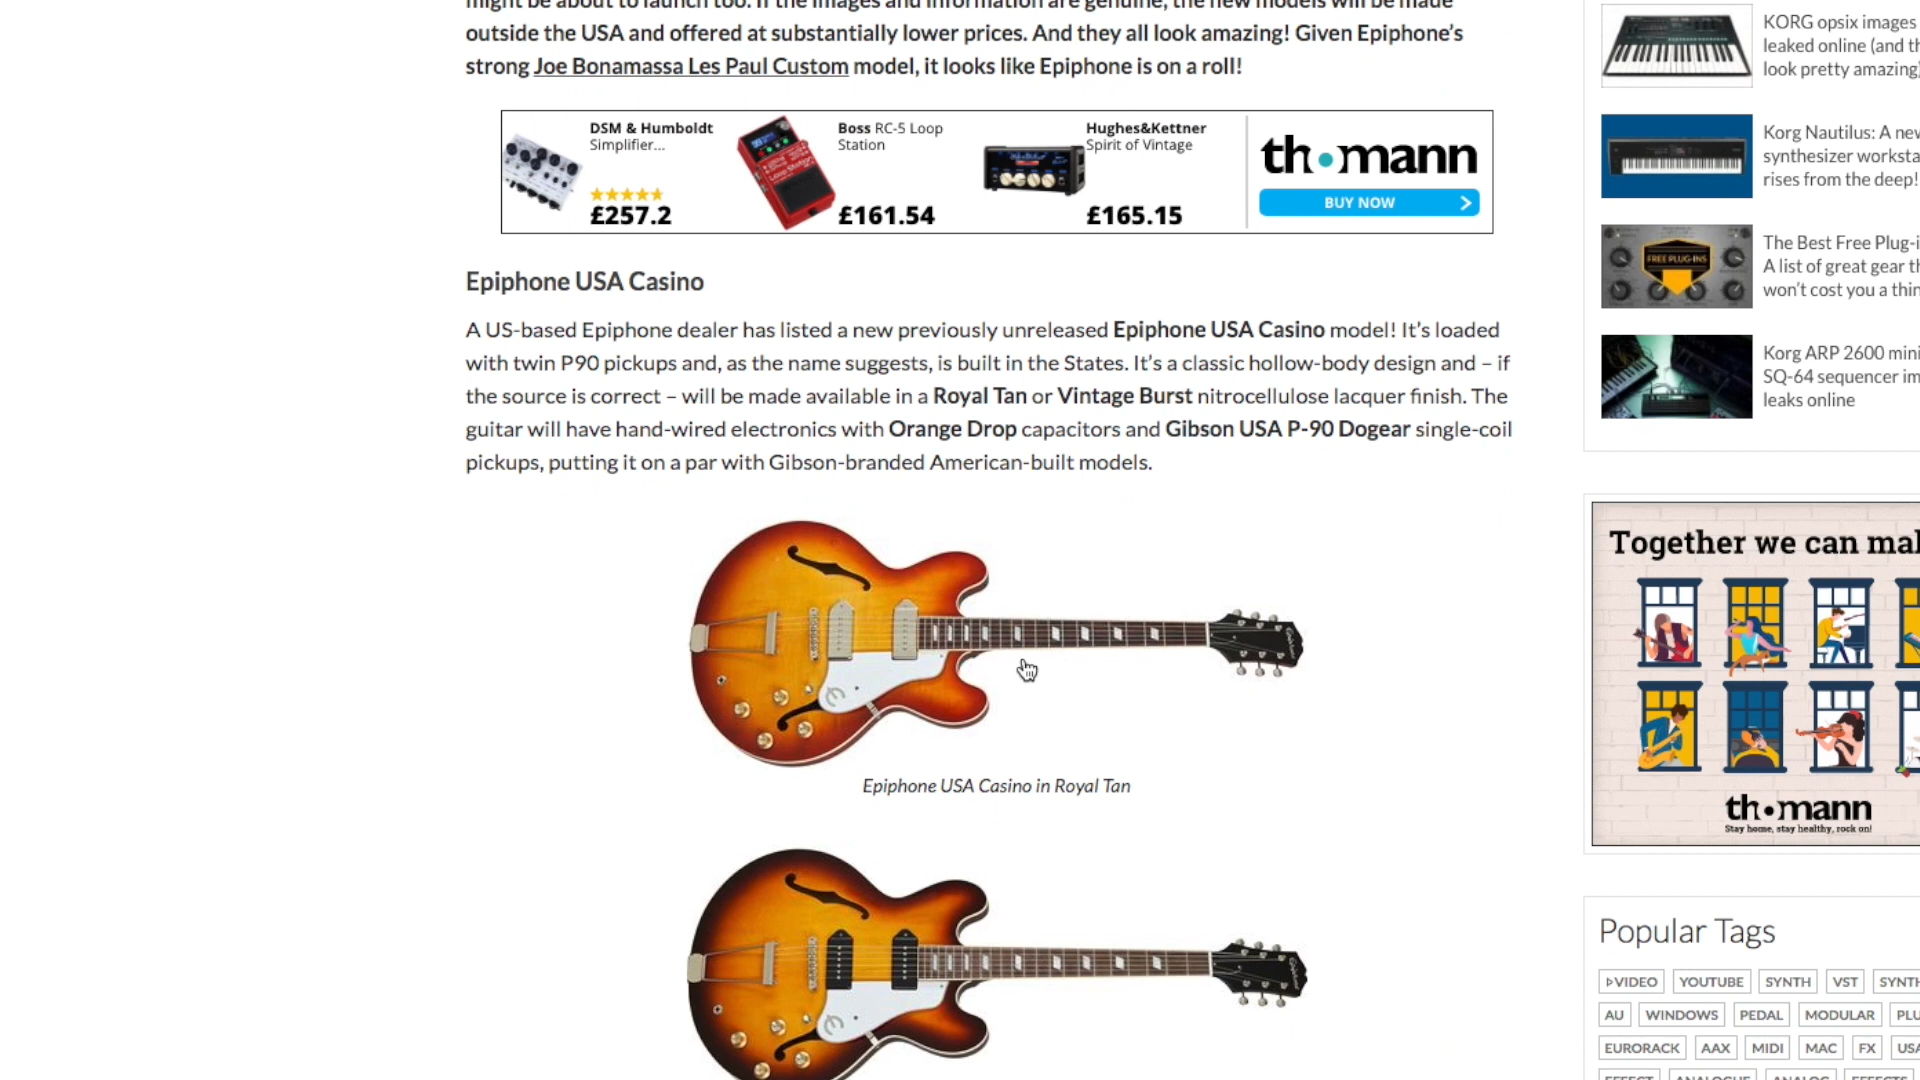 might be about to launch too. If the images and information are genuine, the new models will be made
outside the USA and offered at substantially lower prices. And they all look amazing! Given Epiphone’s
strong Joe Bonamassa Les Paul Custom model, it looks like Epiphone is on a roll!
DSM & Humboldt
Simplifier...
£257.2
Boss RC-5 Loop
Station
£161.54
Hughes&Kettner
Spirit of Vintage
£165.15
th•mann
BUY NOW
Epiphone USA Casino
A US-based Epiphone dealer has listed a new previously unreleased Epiphone USA Casino model! It’s loaded
with twin P90 pickups and, as the name suggests, is built in the States. It’s a classic hollow-body design and – if
the source is correct – will be made available in a Royal Tan or Vintage Burst nitrocellulose lacquer finish. The
guitar will have hand-wired electronics with Orange Drop capacitors and Gibson USA P-90 Dogear single-coil
pickups, putting it on a par with Gibson-branded American-built models.
Epiphone USA Casino in Royal Tan
KORG opsix images
leaked online (and th
look pretty amazing)
Korg Nautilus: A new
synthesizer worksta
rises from the deep!
FREE PLUG-INS
The Best Free Plug-i
A list of great gear th
won’t cost you a thin
Korg ARP 2600 mini
SQ-64 sequencer im
leaks online
Together we can mak
th•mann
Stay home, stay healthy, rock on!
Popular Tags
VIDEO YOUTUBE SYNTH VST SYNTH
AU WINDOWS PEDAL MODULAR PLU
EURORACK AAX MIDI MAC FX USA
EFFECT ANALOGUE ANALOG EFFECTS